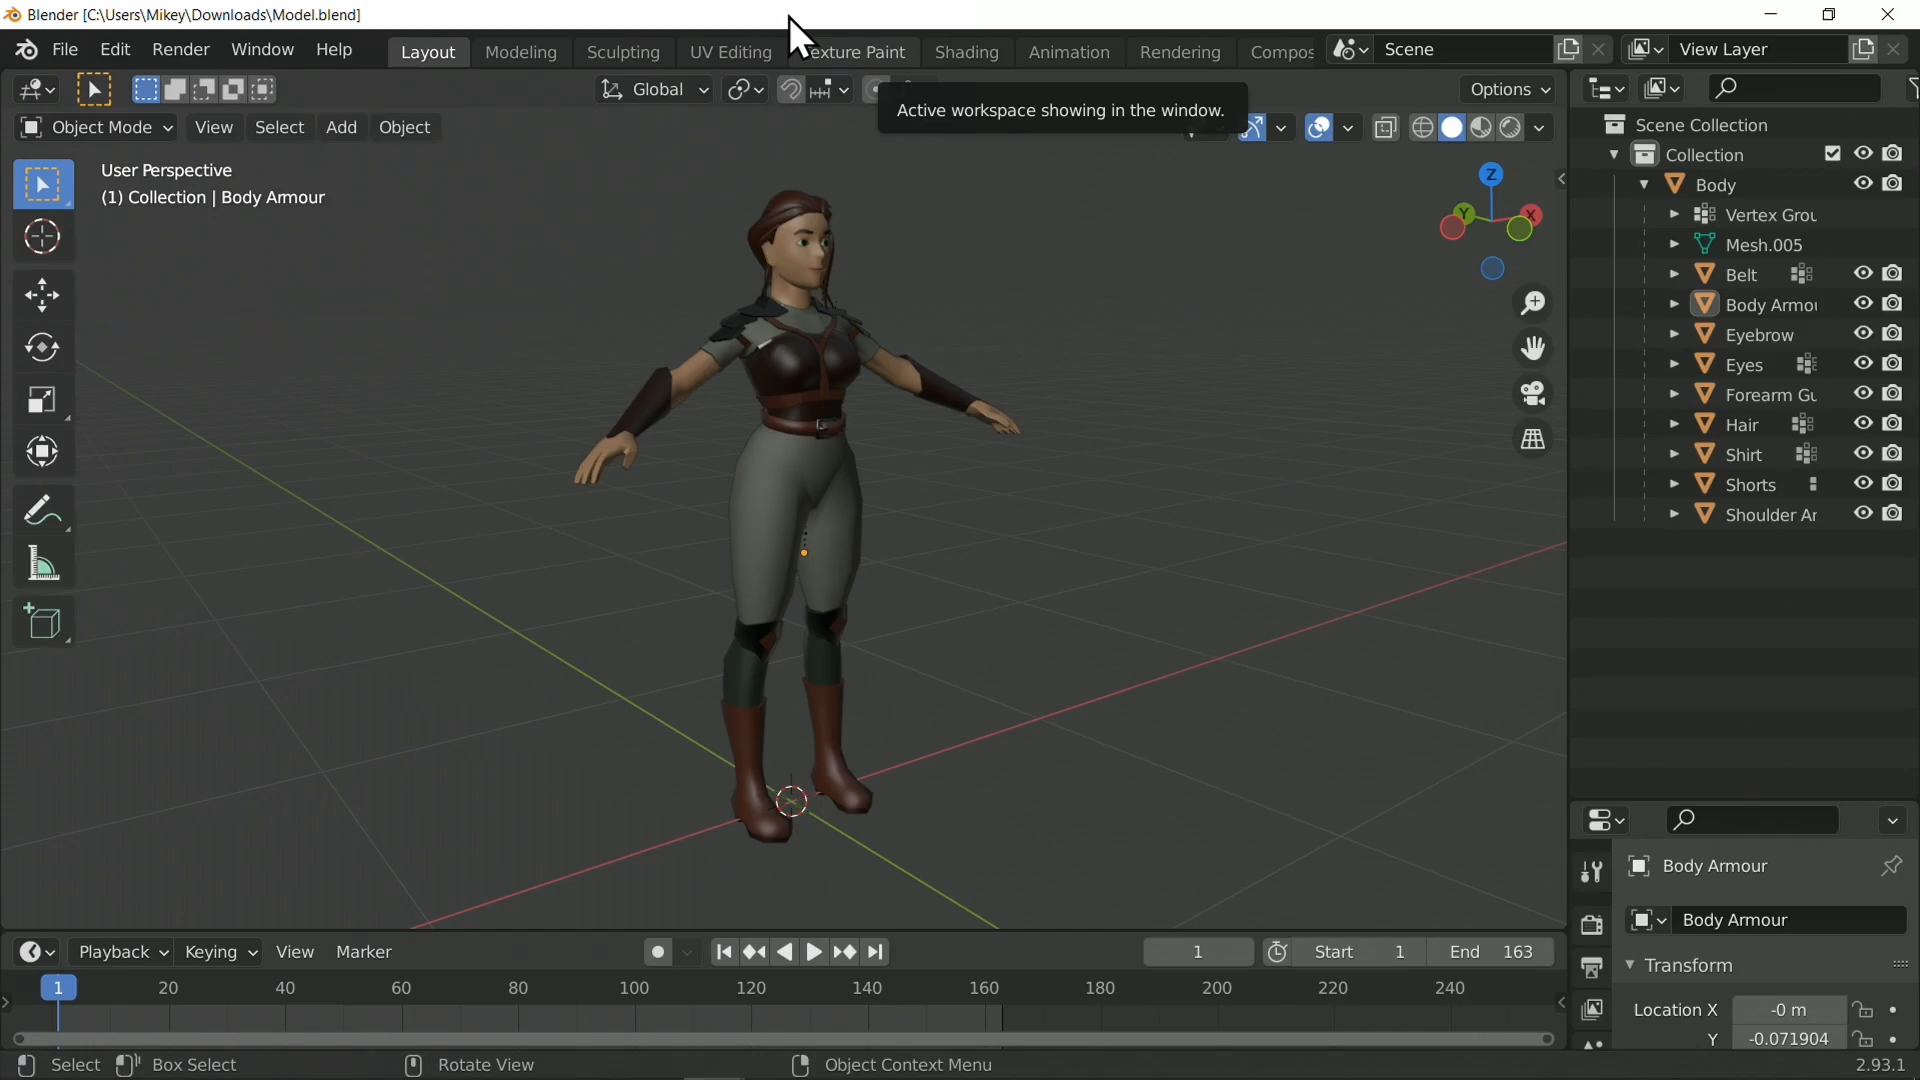 Blender [C:\Users\Mikey\Downloads\Model.blend]
File Edit Render Window Help Layout Modeling Sculpting UV Editing exture Paint Shading Animation Rendering Compos Scene View Layer
Global Options
Active workspace showing in the window.
Object Mode View Select Add Object
User Perspective
(1) Collection | Body Armour
Z
Y X
Scene Collection
Collection
Body
Vertex Grou
Mesh.005
Belt
Body Armou
Eyebrow
Eyes
Forearm Gu
Hair
Shirt
Shorts
Shoulder Ar
Body Armour
Body Armour
Transform
Location X -0 m
Y -0.071904
Playback Keying View Marker 1 Start 1 End 163
1 20 40 60 80 100 120 140 160 180 200 220 240
Select Box Select Rotate View Object Context Menu 2.93.1